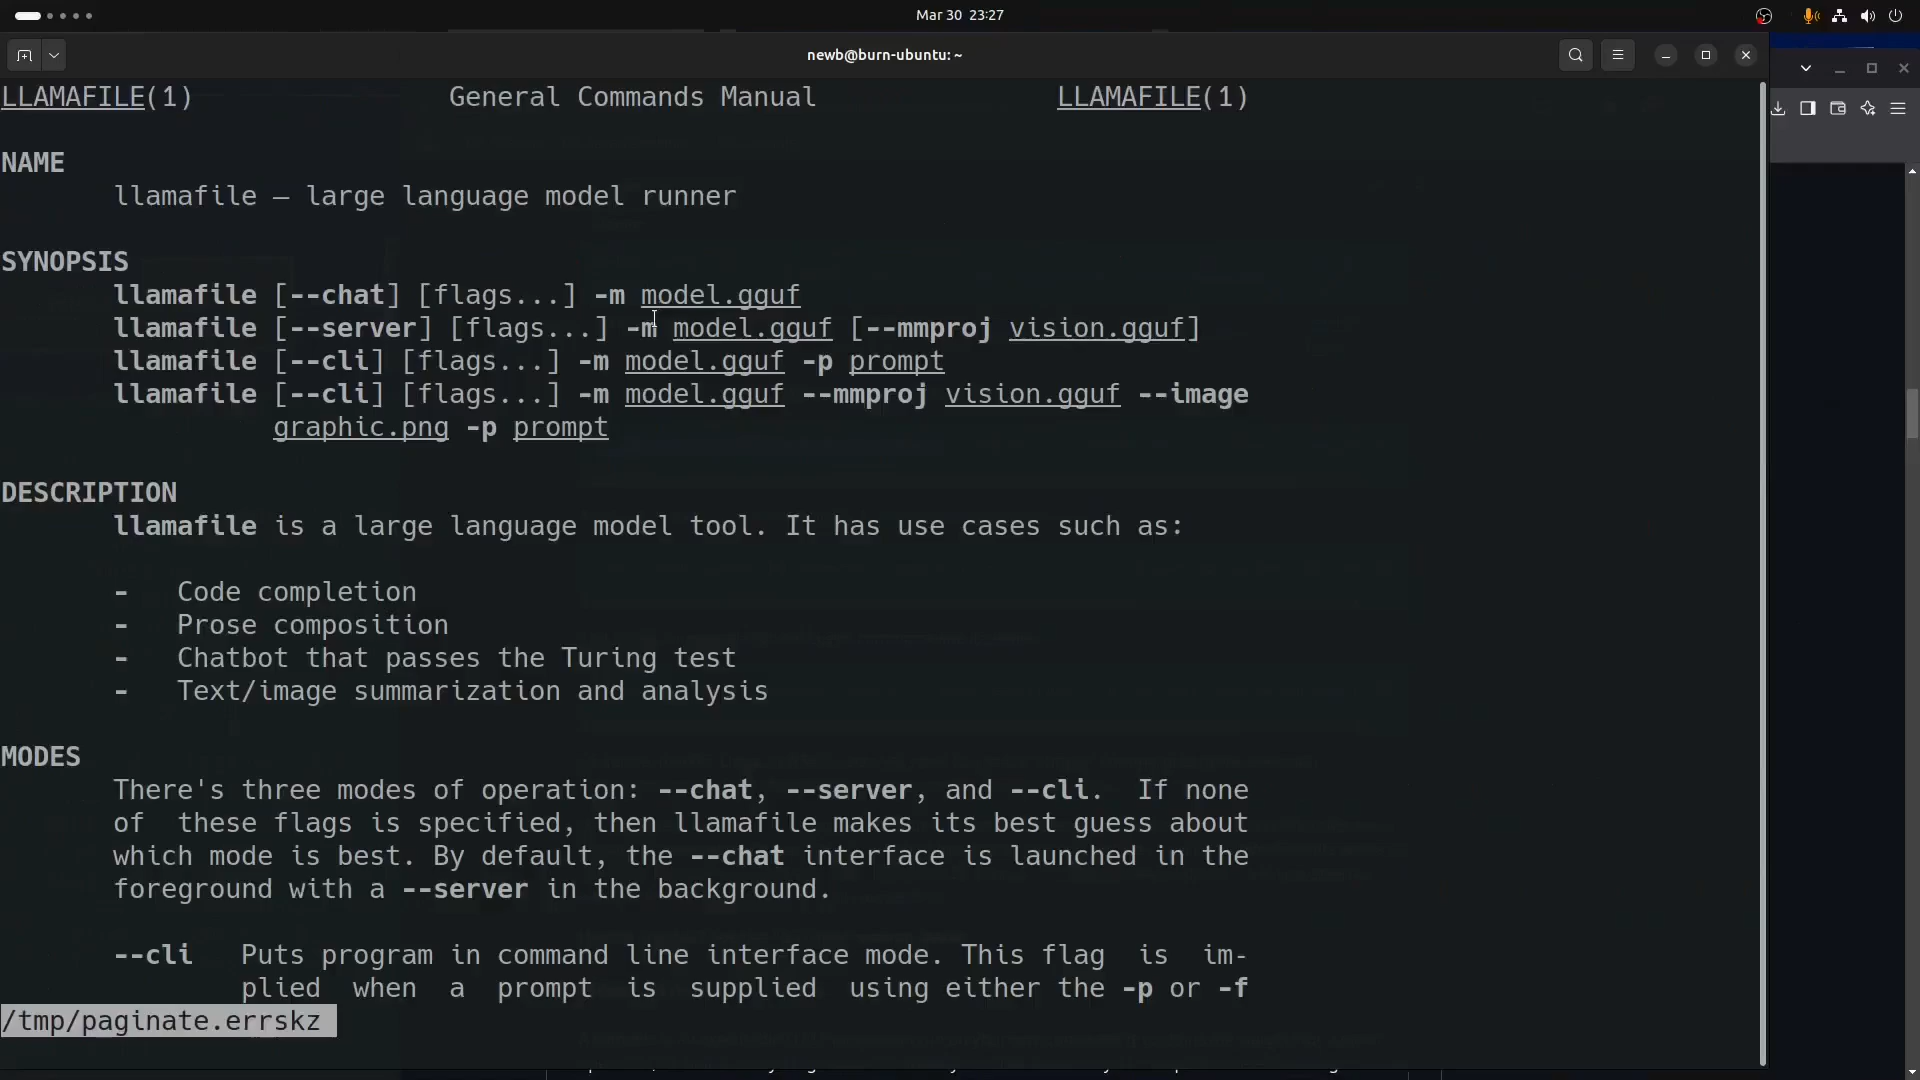 Mar 30 23:27
newb@burn-ubuntu: ~
LLAMAFILE(1) General Commands Manual LLAMAFILE(1)
NAME
llamafile — large language model runner
SYNOPSIS
llamafile [--chat] [flags...] -m model.gguf
llamafile [--server] [flags...] -m model.gguf [--mmproj vision.gguf]
llamafile [--cli] [flags...] -m model.gguf -p prompt
llamafile [--cli] [flags...] -m model.gguf --mmproj vision.gguf --image
graphic.png -p prompt
DESCRIPTION
llamafile is a large language model tool. It has use cases such as:
- Code completion
- Prose composition
- Chatbot that passes the Turing test
- Text/image summarization and analysis
MODES
There's three modes of operation: --chat, --server, and --cli. If none
of these flags is specified, then llamafile makes its best guess about
which mode is best. By default, the --chat interface is launched in the
foreground with a --server in the background.
--cli Puts program in command line interface mode. This flag is im-
plied when a prompt is supplied using either the -p or -f
/tmp/paginate.errskz